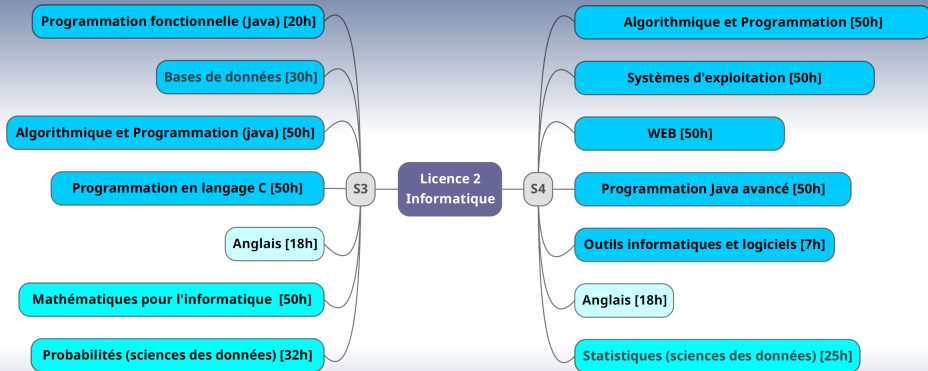 Licence 2
Informatique
S3
Programmation fonctionnelle (Java) [20h]
Bases de données [30h]
Algorithmique et Programmation (java) [50h]
Programmation en langage C [50h]
Anglais [18h]
Mathématiques pour l'informatique  [50h]
Probabilités (sciences des données) [32h]
S4
Algorithmique et Programmation [50h]
Systèmes d'exploitation [50h]
WEB [50h]
Programmation Java avancé [50h]
Outils informatiques et logiciels [7h]
Anglais [18h]
Statistiques (sciences des données) [25h]